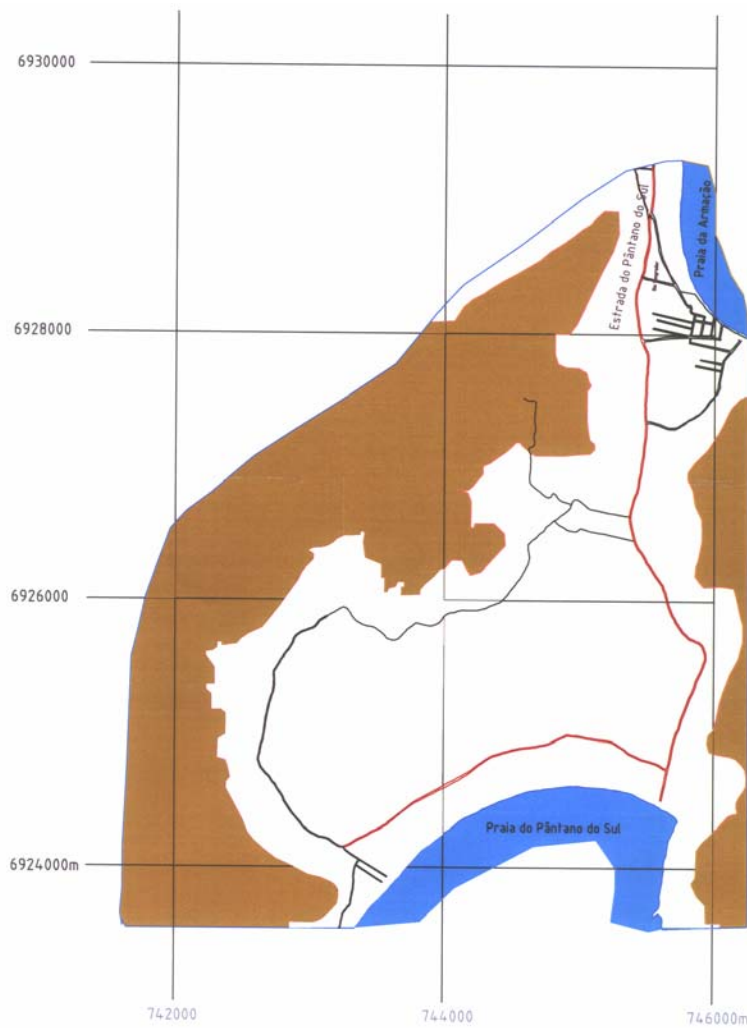 6930000
Praia da Armação
Estrada do Pântano do Sul
6928000
6926000
Praia do Pântano do Sul
6924000m
742000
744000
746000m